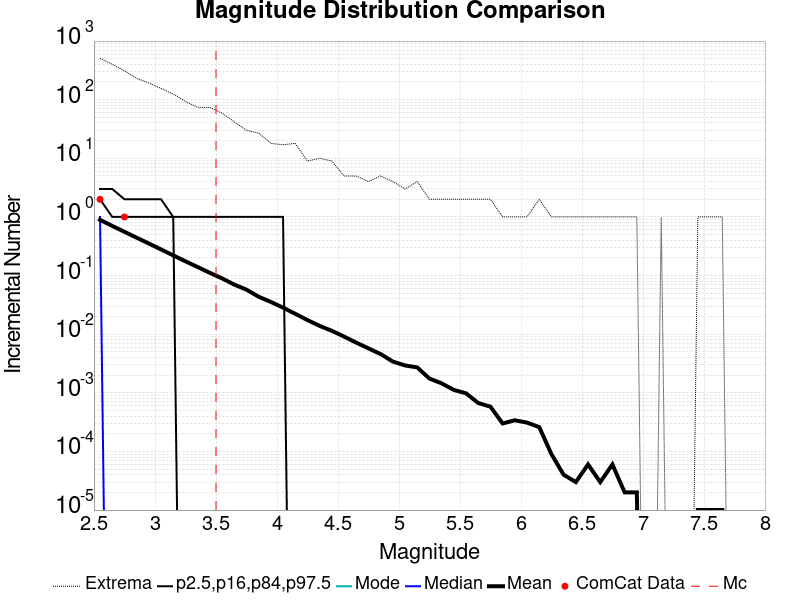 Magnitude Distribution Comparison
10 3
10 2
10 1
10 0
10 -1
10 -2
10 -3
10 -4
10 -5
Incremental Number
2.5 3 3.5 4 4.5 5 5.5 6 6.5 7 7.5 8
Magnitude
Extrema p2.5,p16,p84,p97.5 Mode Median Mean ComCat Data Mc